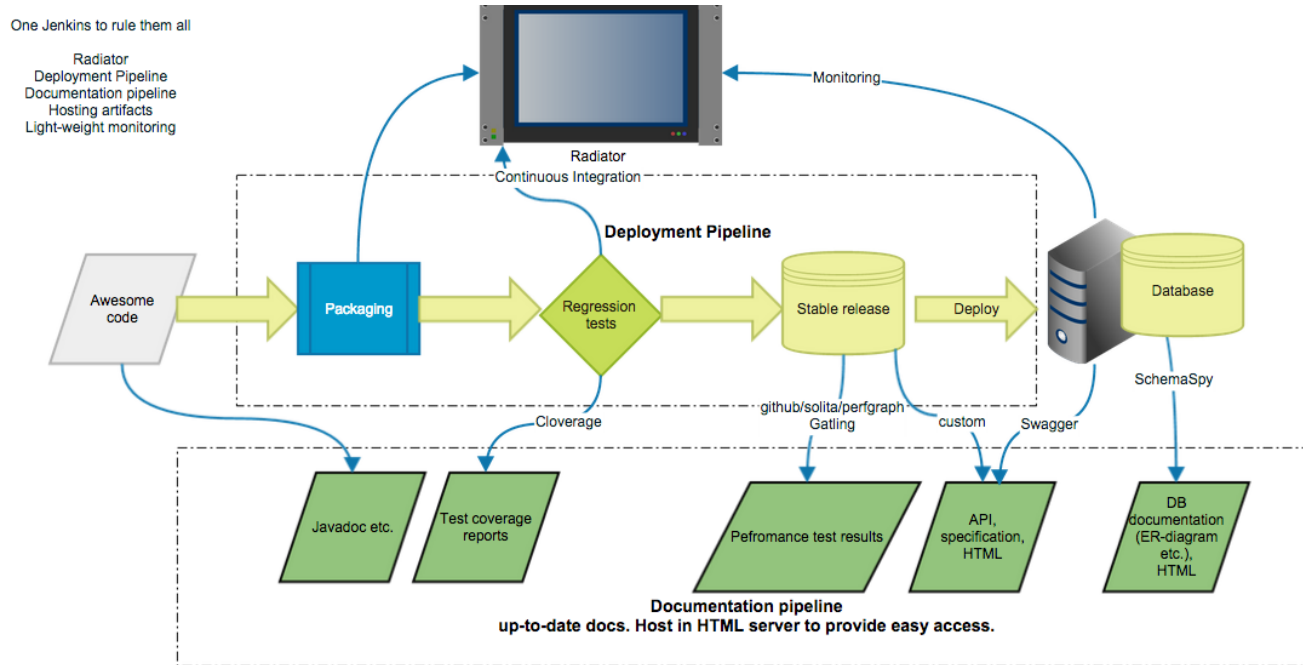 One Jenkins to rule them all
Radiator
Deployment Pipeline
Documentation pipeline
Hosting artifacts
Light-weight monitoring
Monitoring
Radiator
Continuous Integration
Deployment Pipeline
Awesome
code
Packaging
Regression
tests
Stable release
Deploy
Database
SchemaSpy
Cloverage
github/solita/perfgraph
Gatling
custom
Swagger
Javadoc etc.
Test coverage
reports
Pefromance test results
API,
specification,
HTML
DB
documentation
(ER-diagram
etc.),
HTML
Documentation pipeline
up-to-date docs. Host in HTML server to provide easy access.